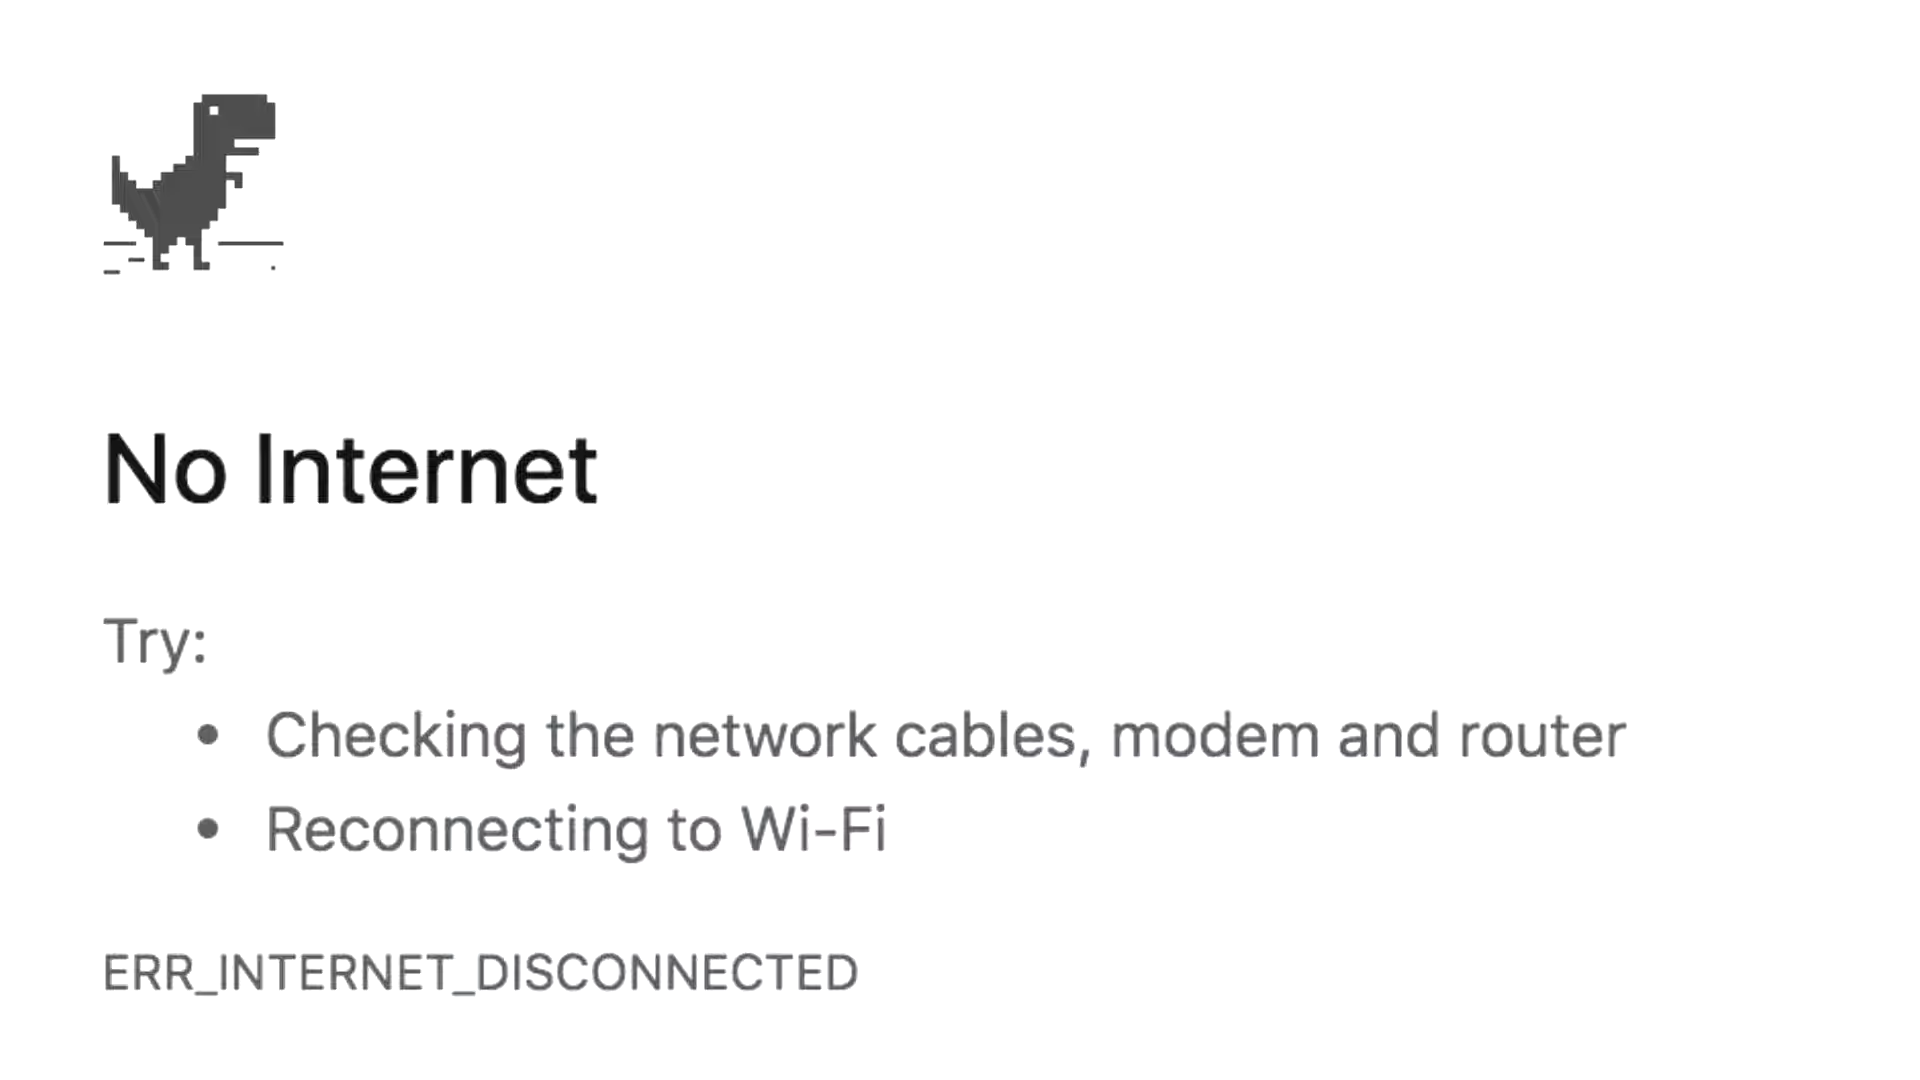 No Internet
Try:
• Checking the network cables, modem and router
• Reconnecting to Wi-Fi
ERR_INTERNET_DISCONNECTED